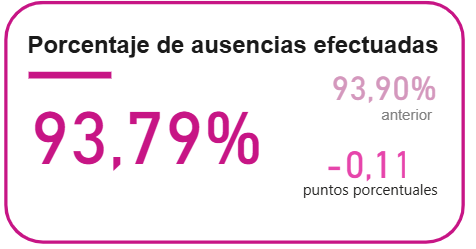 Porcentaje de ausencias efectuadas
93,79%
93,90%
anterior
-0,11
puntos porcentuales